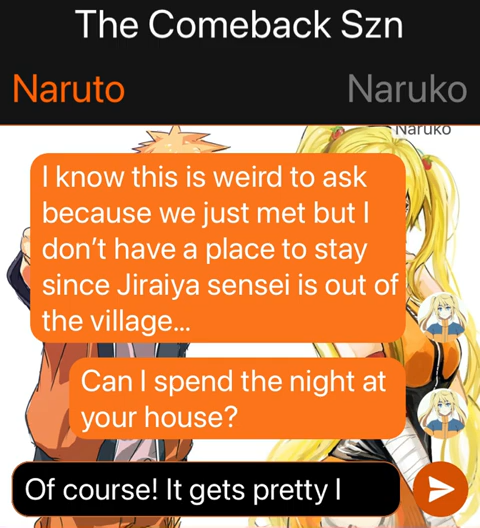 The Comeback Szn
Naruto
Naruko
Naruko
I know this is weird to ask
because we just met but I
don’t have a place to stay
since Jiraiya sensei is out of
the village...
Can I spend the night at
your house?
Of course! It gets pretty l